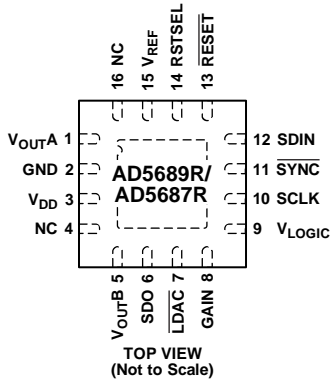 16 NC
15 VREF
14 RSTSEL
13 RESET
VOUTA 1
GND 2
VDD 3
NC 4
AD5689R/
AD5687R
12 SDIN
11 SYNC
10 SCLK
9 VLOGIC
VOUTB 5
SDO 6
LDAC 7
GAIN 8
TOP VIEW
(Not to Scale)